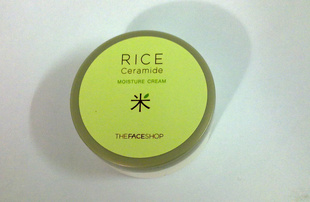 RICE
Ceramide
MOISTURE CREAM
米
THEFACESHOP